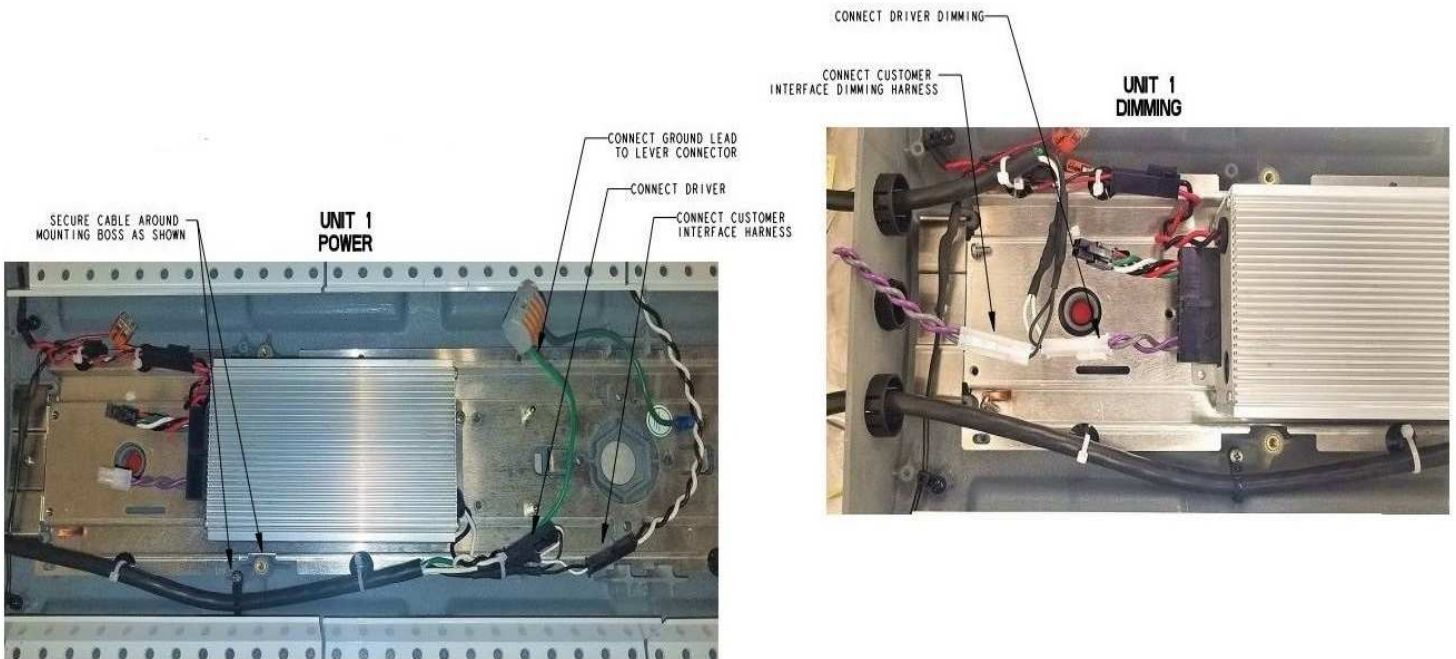 CONNECT DRIVER DIMMING
CONNECT CUSTOMER
INTERFACE DIMMING HARNESS
UNIT 1
DIMMING
CONNECT GROUND LEAD
TO LEVER CONNECTOR
CONNECT DRIVER
CONNECT CUSTOMER
INTERFACE HARNESS
SECURE CABLE AROUND
MOUNTING BOSS AS SHOWN
UNIT 1
POWER